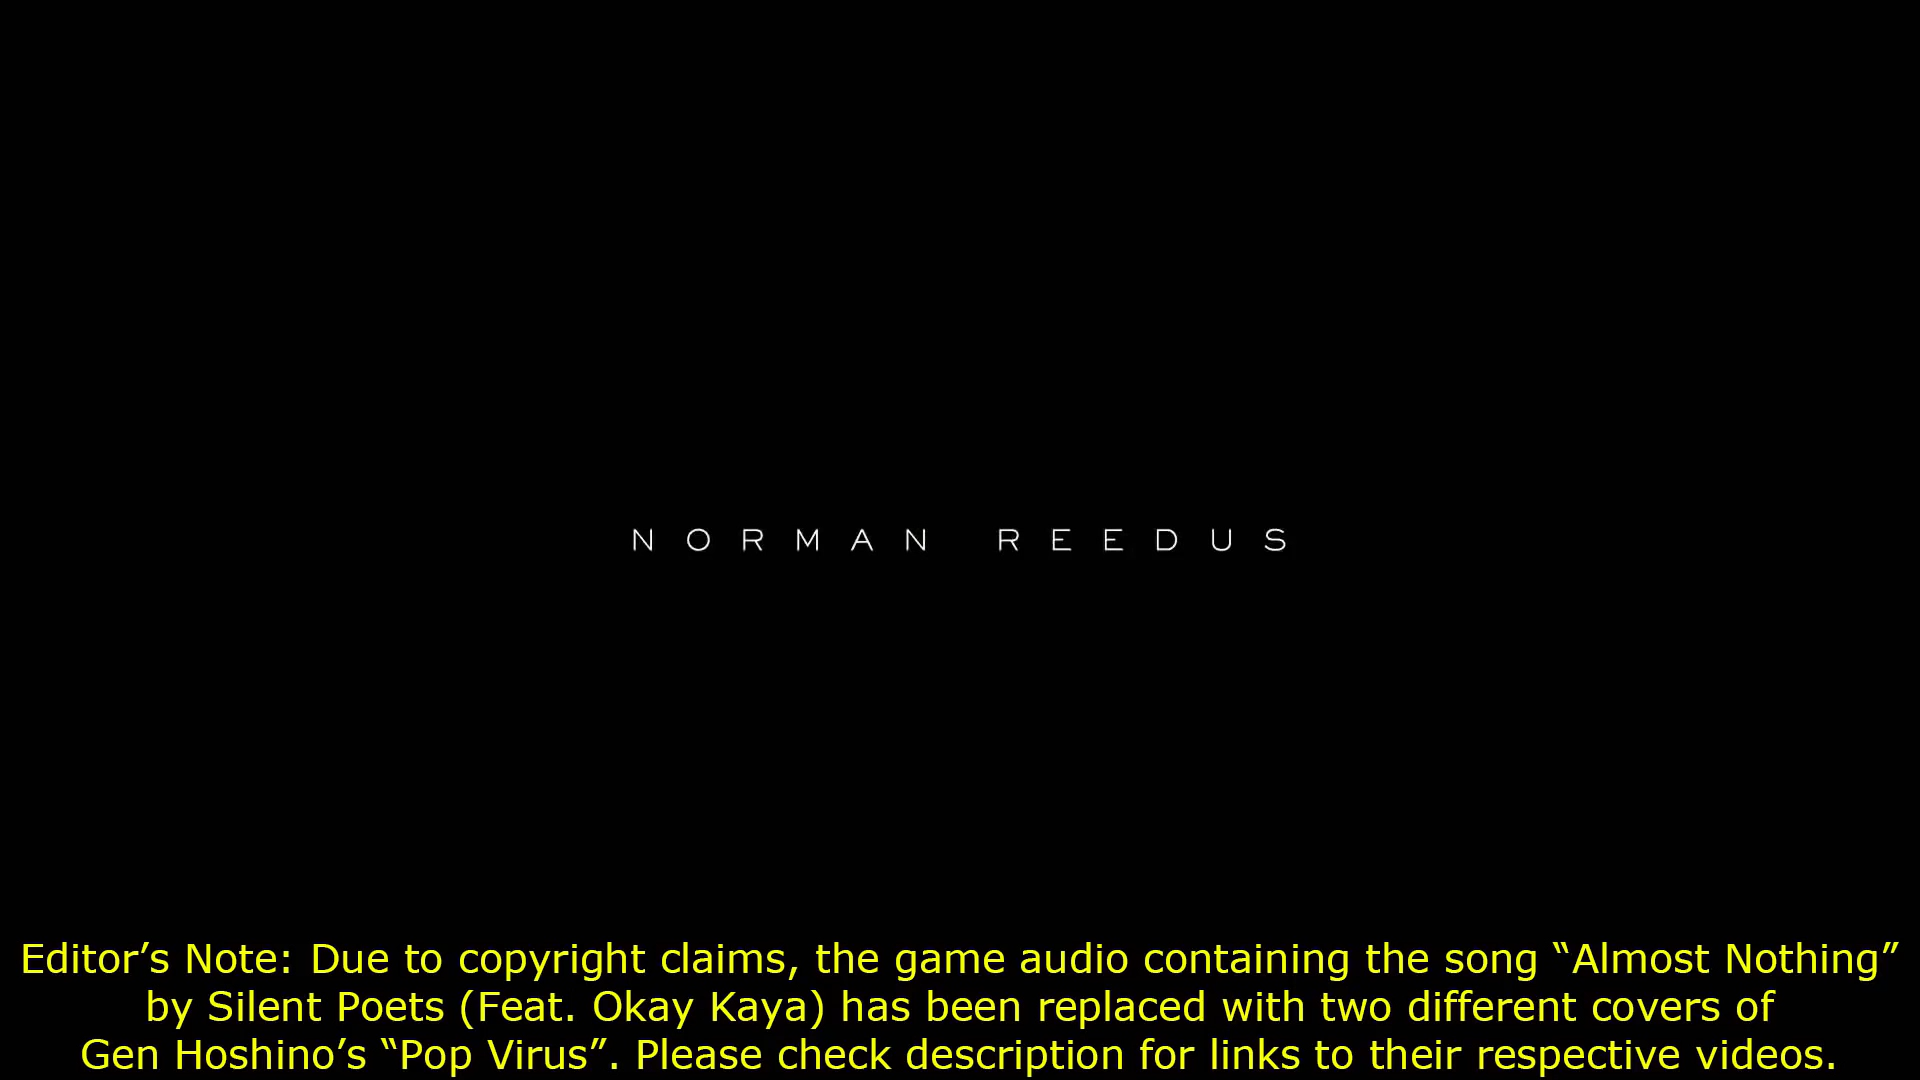 NORMAN REEDUS
Editor’s Note: Due to copyright claims, the game audio containing the song “Almost Nothing”
by Silent Poets (Feat. Okay Kaya) has been replaced with two different covers of
Gen Hoshino’s “Pop Virus”. Please check description for links to their respective videos.